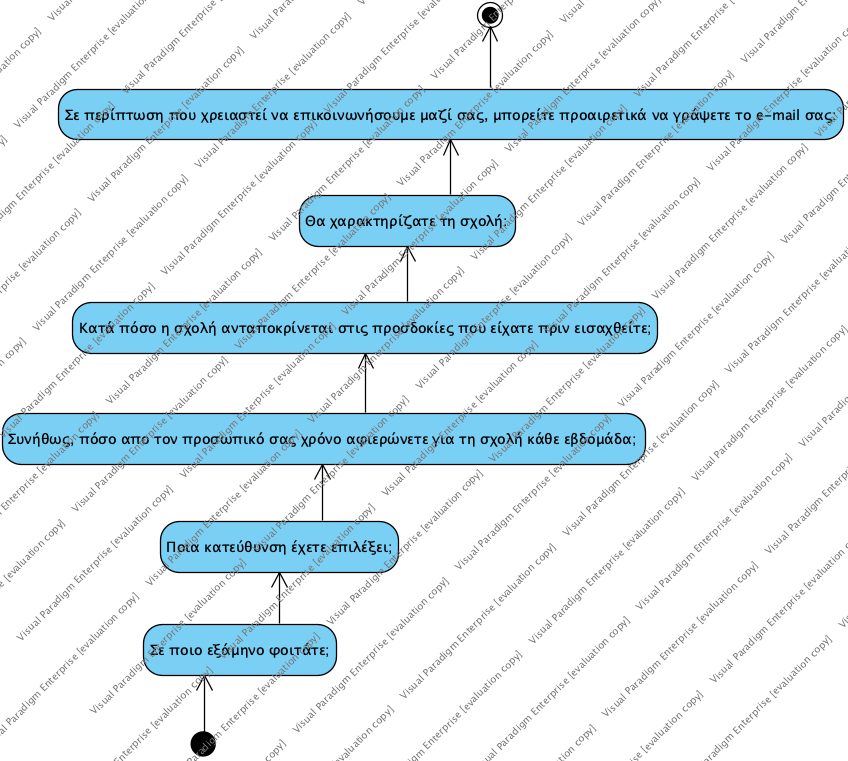 Σε περίπτωση που χρειαστεί να επικοινωνήσουμε μαζί σας, μπορείτε προαιρετικά να γράψετε το e-mail σας;
Θα χαρακτηρίζατε τη σχολή;
Κατά πόσο η σχολή ανταποκρίνεται στις προσδοκίες που είχατε πριν εισαχθείτε;
Συνήθως, πόσο απο τον προσωπικό σας χρόνο αφιερώνετε για τη σχολή κάθε εβδομάδα;
Ποια κατεύθυνση έχετε επιλέξει;
Σε ποιο εξάμηνο φοιτάτε;
Visual Paradigm Enterprise [evaluation copy]